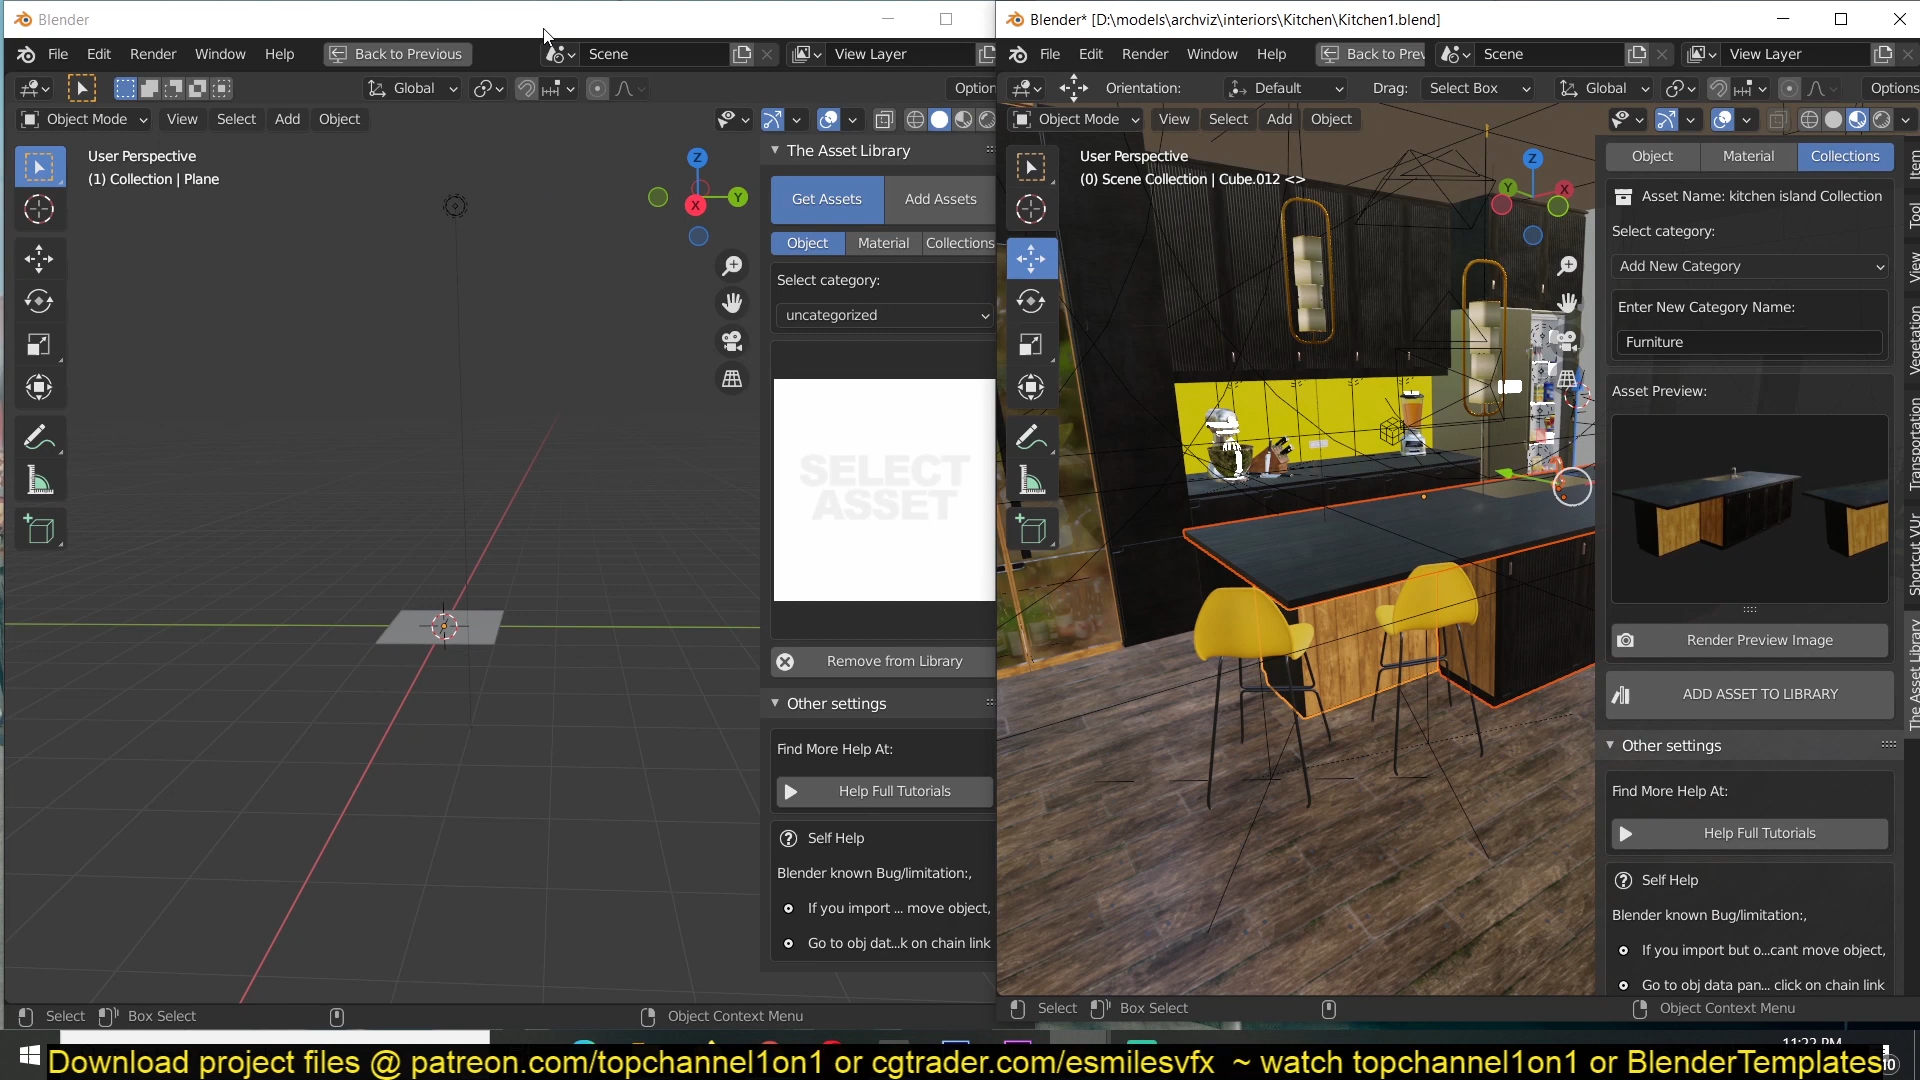 Blender
File Edit Render Window Help Back to Previous Scene View Layer
Global Option
Object Mode View Select Add Object
User Perspective
(1) Collection | Plane
Z
Y
X
The Asset Library
Get Assets Add Assets
Object Material Collections
Select category:
uncategorized
SELECT
ASSET
Remove from Library
Other settings
Find More Help At:
Help Full Tutorials
Self Help
Blender known Bug/limitation:,
If you import ... move object,
Go to obj dat...k on chain link
Select Box Select Object Context Menu
Blender* [D:\models\archviz\interiors\Kitchen\Kitchen1.blend]
File Edit Render Window Help Back to Prev Scene View Layer
Orientation: Default Drag: Select Box Global Options
Object Mode View Select Add Object
User Perspective
(0) Scene Collection | Cube.012 <>
Z
Y
X
Object Material Collections
Asset Name: kitchen island Collection
Select category:
Add New Category
Enter New Category Name:
Furniture
Asset Preview:
Render Preview Image
ADD ASSET TO LIBRARY
Other settings
Find More Help At:
Help Full Tutorials
Self Help
Blender known Bug/limitation:,
If you import but o...cant move object,
Go to obj data pan... click on chain link
Item
Tool
View
Vegetation
Transportation
Shortcut VUr
The Asset Library
Select Box Select Object Context Menu
11:22 PM
Download project files @ patreon.com/topchannel1on1 or cgtrader.com/esmilesvfx ~ watch topchannel1on1 or BlenderTemplates